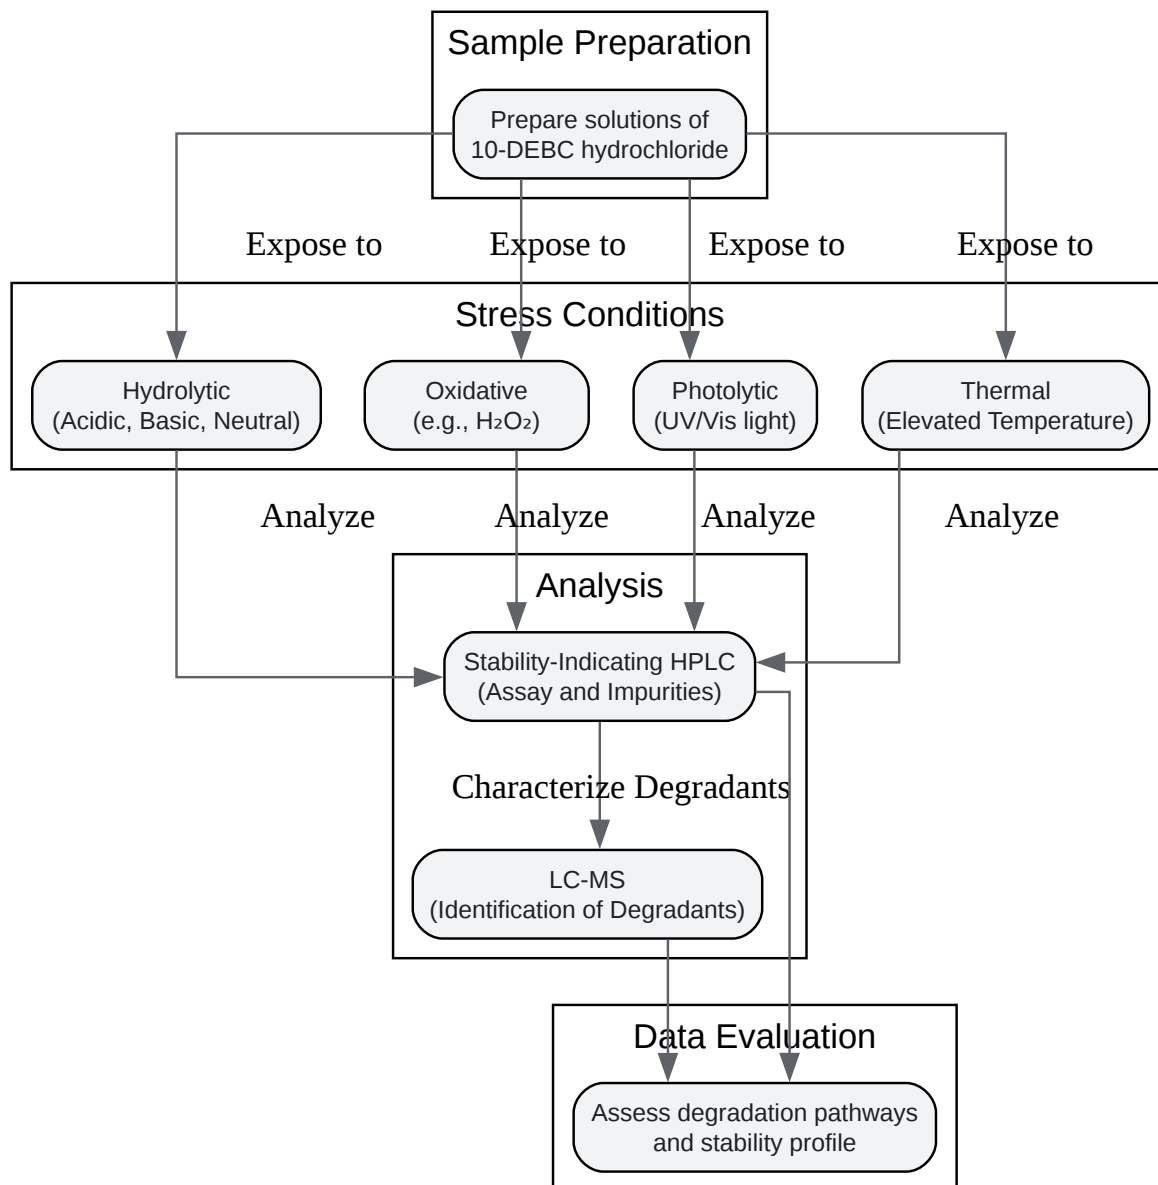 Sample Preparation
Prepare solutions of
10-DEBC hydrochloride
Expose to
Expose to
Expose to
Expose to
Stress Conditions
Hydrolytic
(Acidic, Basic, Neutral)
Oxidative
(e.g., H₂O₂)
Photolytic
(UV/Vis light)
Thermal
(Elevated Temperature)
Analyze
Analyze
Analyze
Analyze
Analysis
Stability-Indicating HPLC
(Assay and Impurities)
Characterize Degradants
LC-MS
(Identification of Degradants)
Data Evaluation
Assess degradation pathways
and stability profile